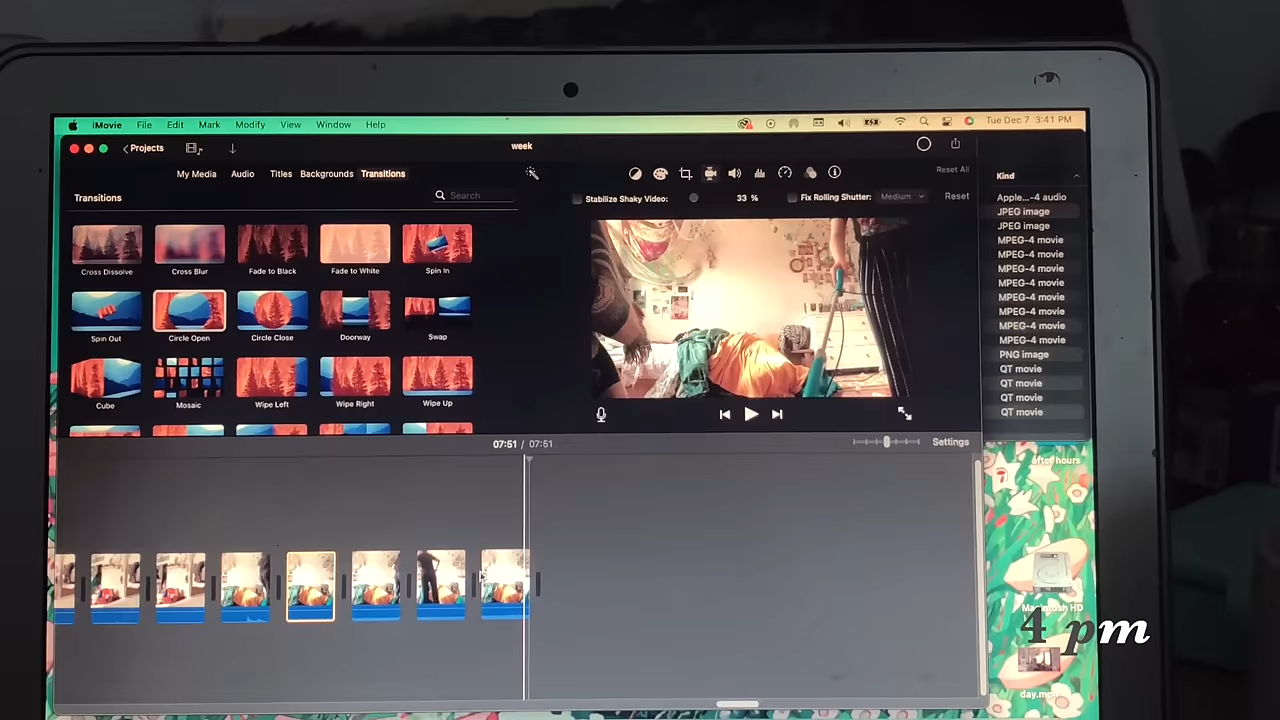 iMovie File Edit Mark Modify View Window Help Tue Dec 7 3:41 PM
Projects week
My Media Audio Titles Backgrounds Transitions Reset All
Transitions Search
Stabilize Shaky Video: 33 % Fix Rolling Shutter: Medium Reset
Cross Dissolve Cross Blur Fade to Black Fade to White Spin In
Spin Out Circle Open Circle Close Doorway Swap
Cube Mosaic Wipe Left Wipe Right Wipe Up
07:51 / 07:51 Settings
Kind
Apple...-4 audio
JPEG image
JPEG image
MPEG-4 movie
MPEG-4 movie
MPEG-4 movie
MPEG-4 movie
MPEG-4 movie
MPEG-4 movie
MPEG-4 movie
MPEG-4 movie
PNG image
QT movie
QT movie
QT movie
QT movie
after hours
Macintosh HD
4 pm